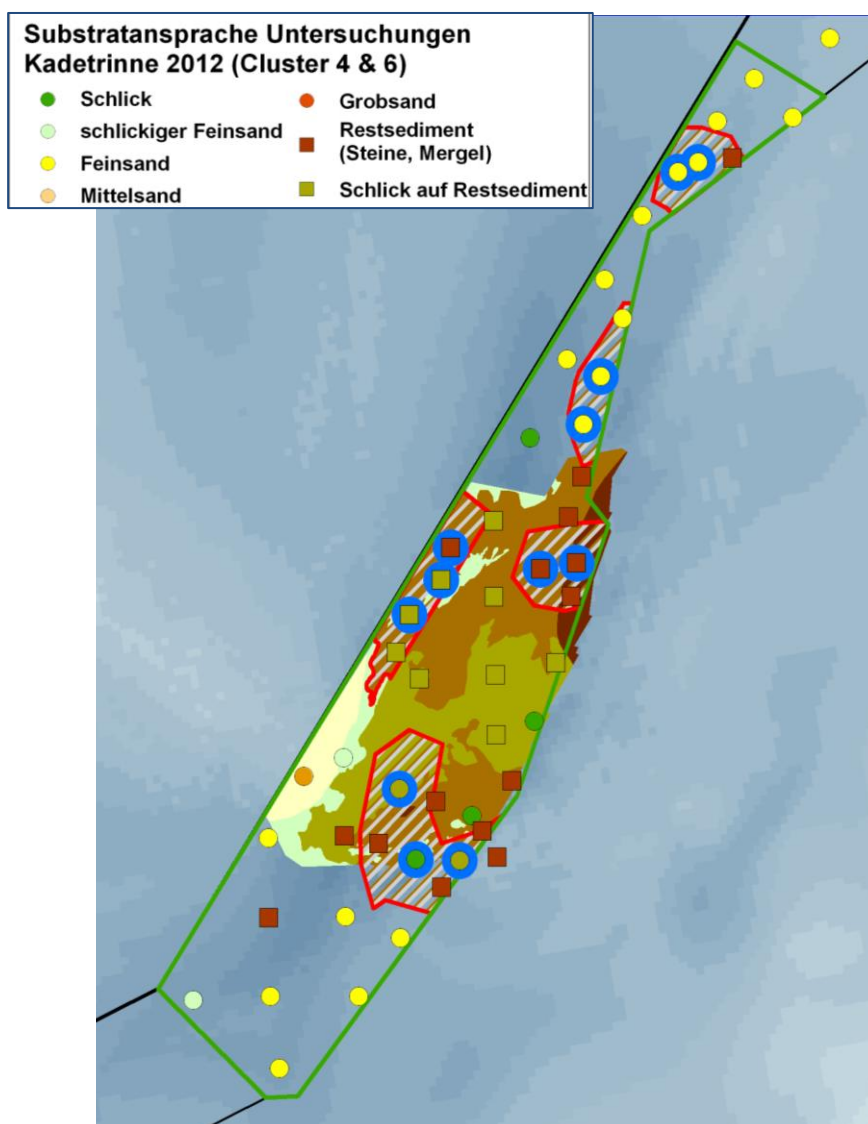 Substratansprache Untersuchungen
Kadetrinne 2012 (Cluster 4 & 6)
Schlick
schlickiger Feinsand
Feinsand
Mittelsand
Grobsand
Restsediment
(Steine, Mergel)
Schlick auf Restsediment